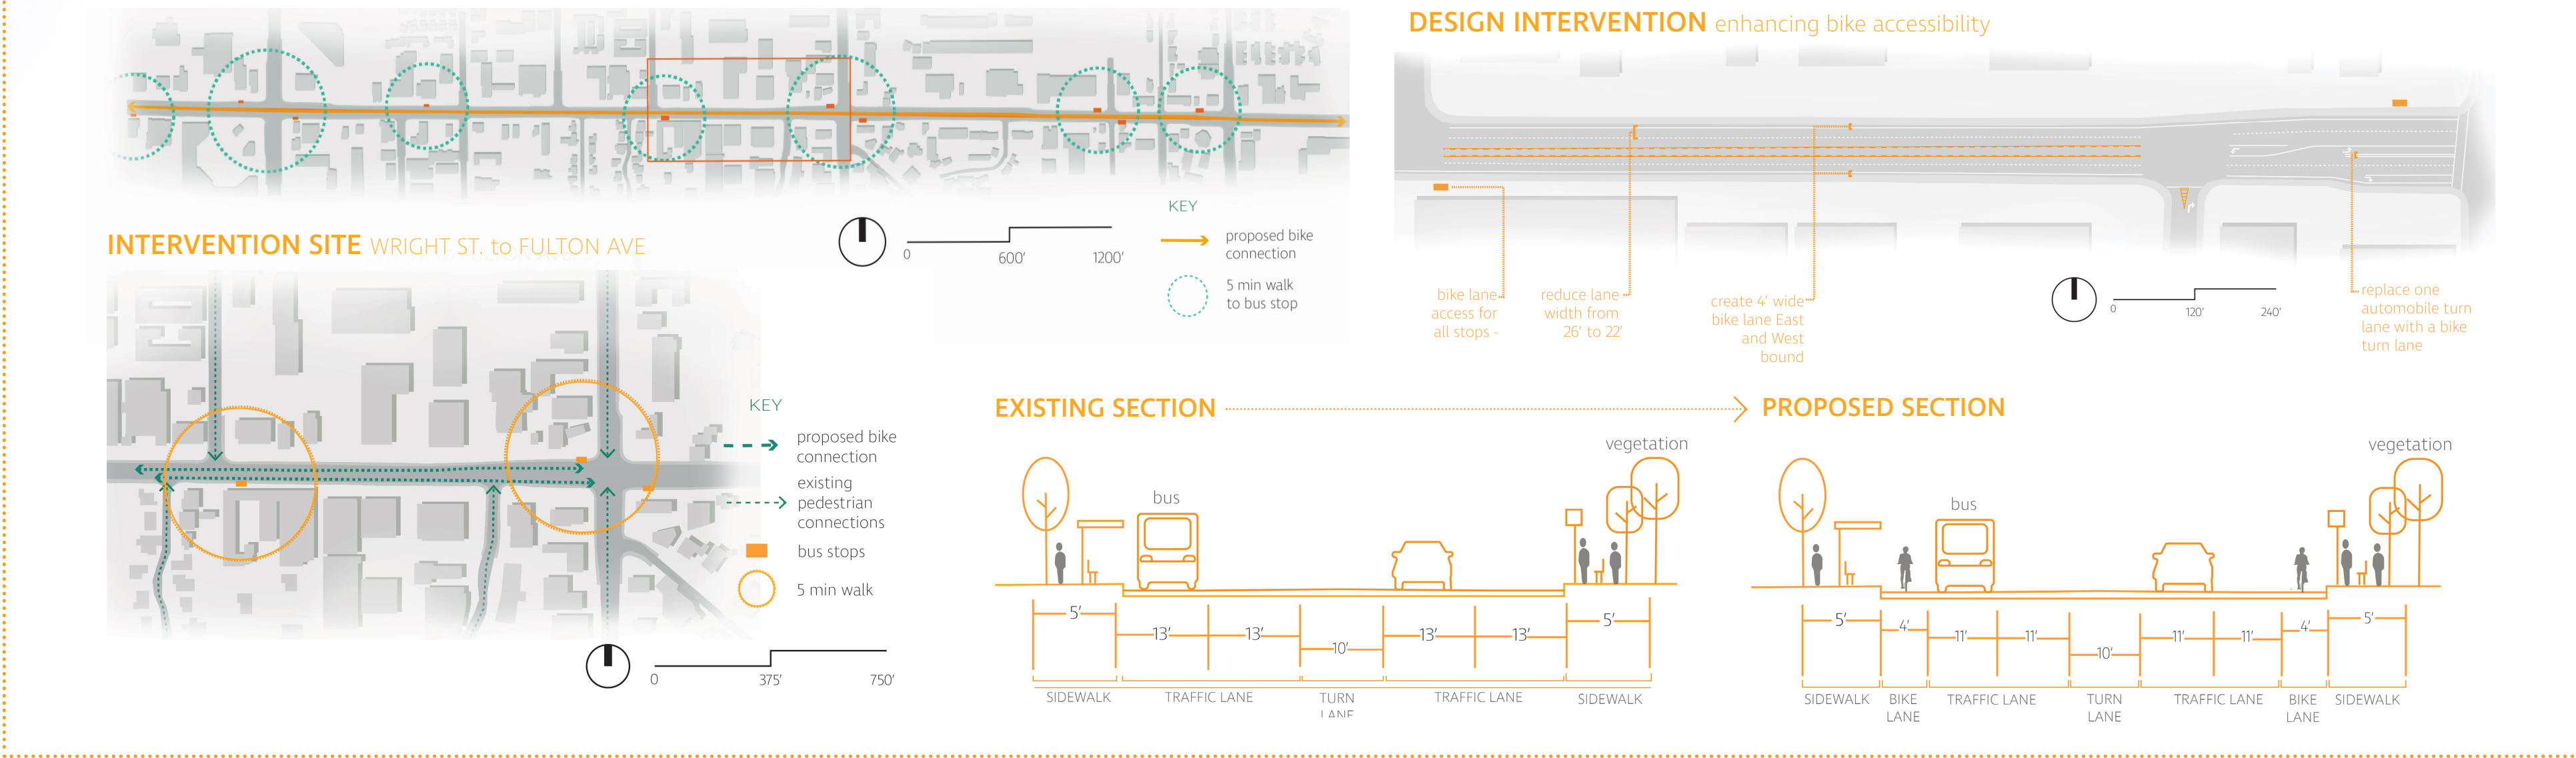 DESIGN INTERVENTION enhancing bike accessibility
KEY
proposed bike
connection
5 min walk
to bus stop
0
600'
1200'
INTERVENTION SITE WRIGHT ST. to FULTON AVE
bike lane
access for
all stops -
reduce lane
width from
26' to 22'
create 4' wide
bike lane East
and West
bound
0
120'
240'
replace one
automobile turn
lane with a bike
turn lane
KEY
proposed bike
connection
existing
pedestrian
connections
bus stops
5 min walk
0
375'
750'
EXISTING SECTION
vegetation
bus
5'
13'
13'
10'
13'
13'
5'
SIDEWALK
TRAFFIC LANE
TURN
LANE
TRAFFIC LANE
SIDEWALK
PROPOSED SECTION
vegetation
bus
5'
4'
11'
11'
10'
11'
11'
4'
5'
SIDEWALK
BIKE
LANE
TRAFFIC LANE
TURN
LANE
TRAFFIC LANE
BIKE
LANE
SIDEWALK